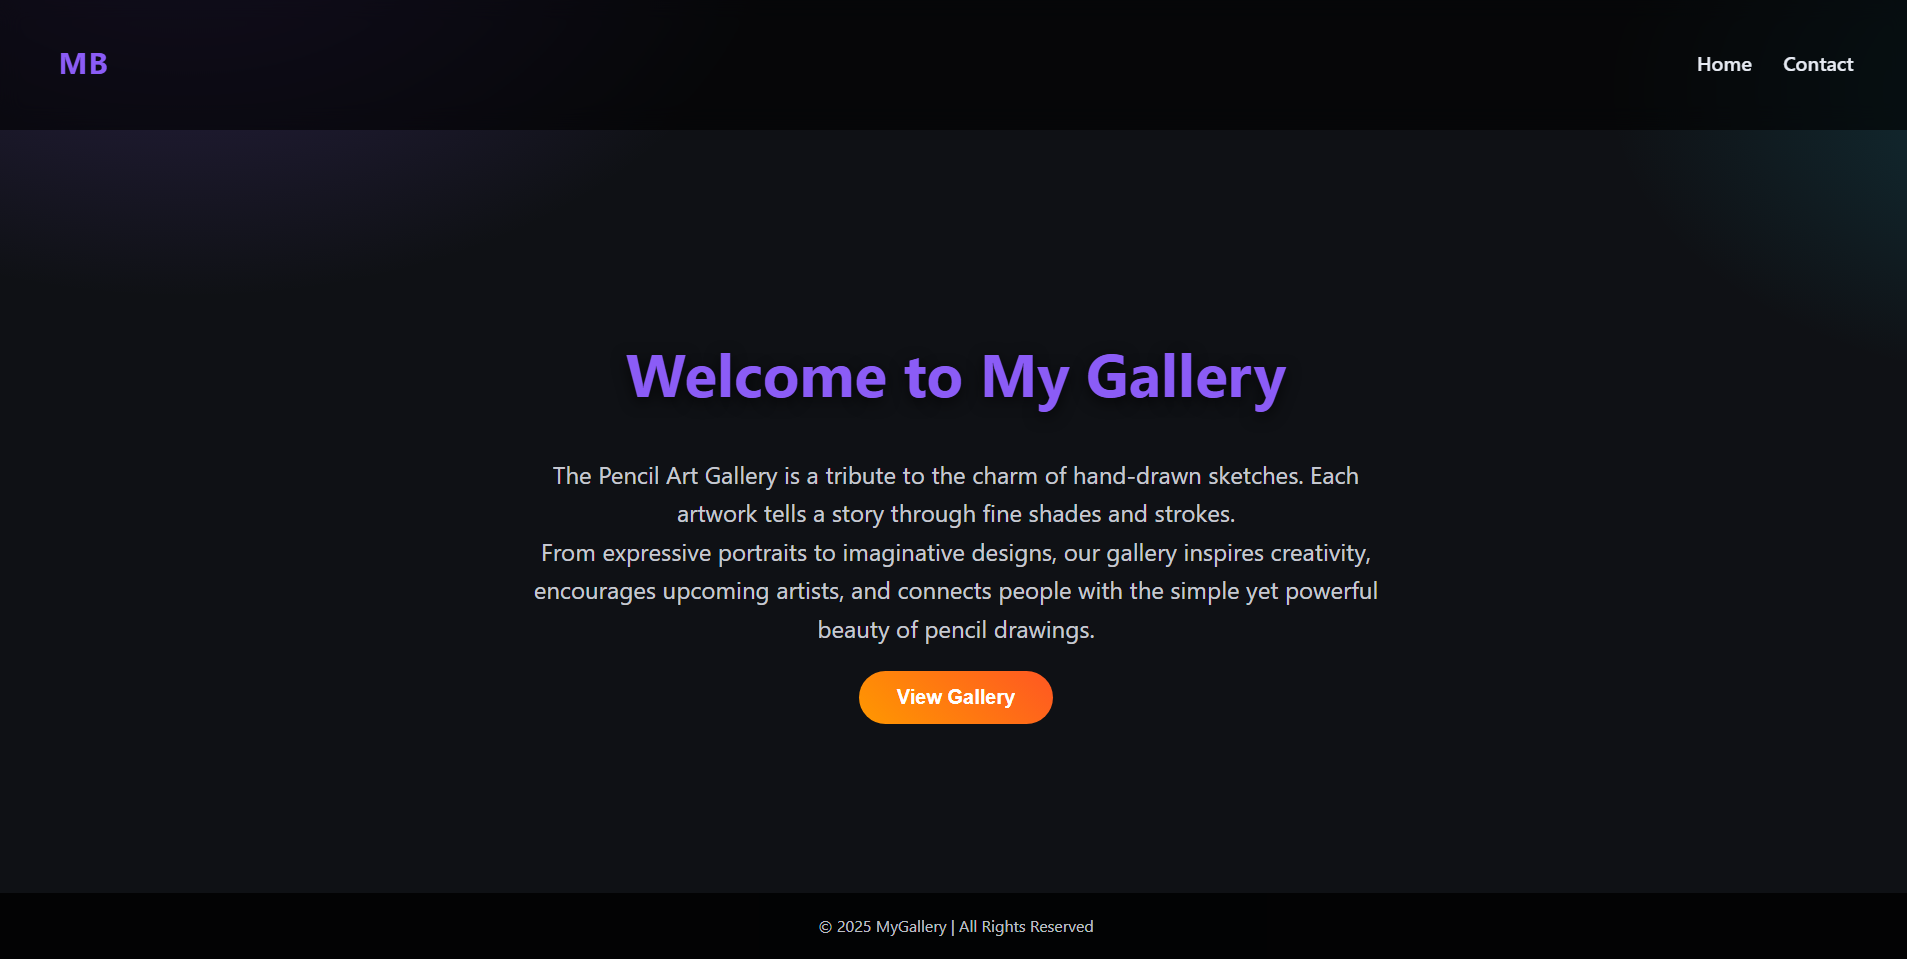 MB
Home
Contact
Welcome to My Gallery
The Pencil Art Gallery is a tribute to the charm of hand-drawn sketches. Each
artwork tells a story through fine shades and strokes.
From expressive portraits to imaginative designs, our gallery inspires creativity,
encourages upcoming artists, and connects people with the simple yet powerful
beauty of pencil drawings.
View Gallery
© 2025 MyGallery | All Rights Reserved